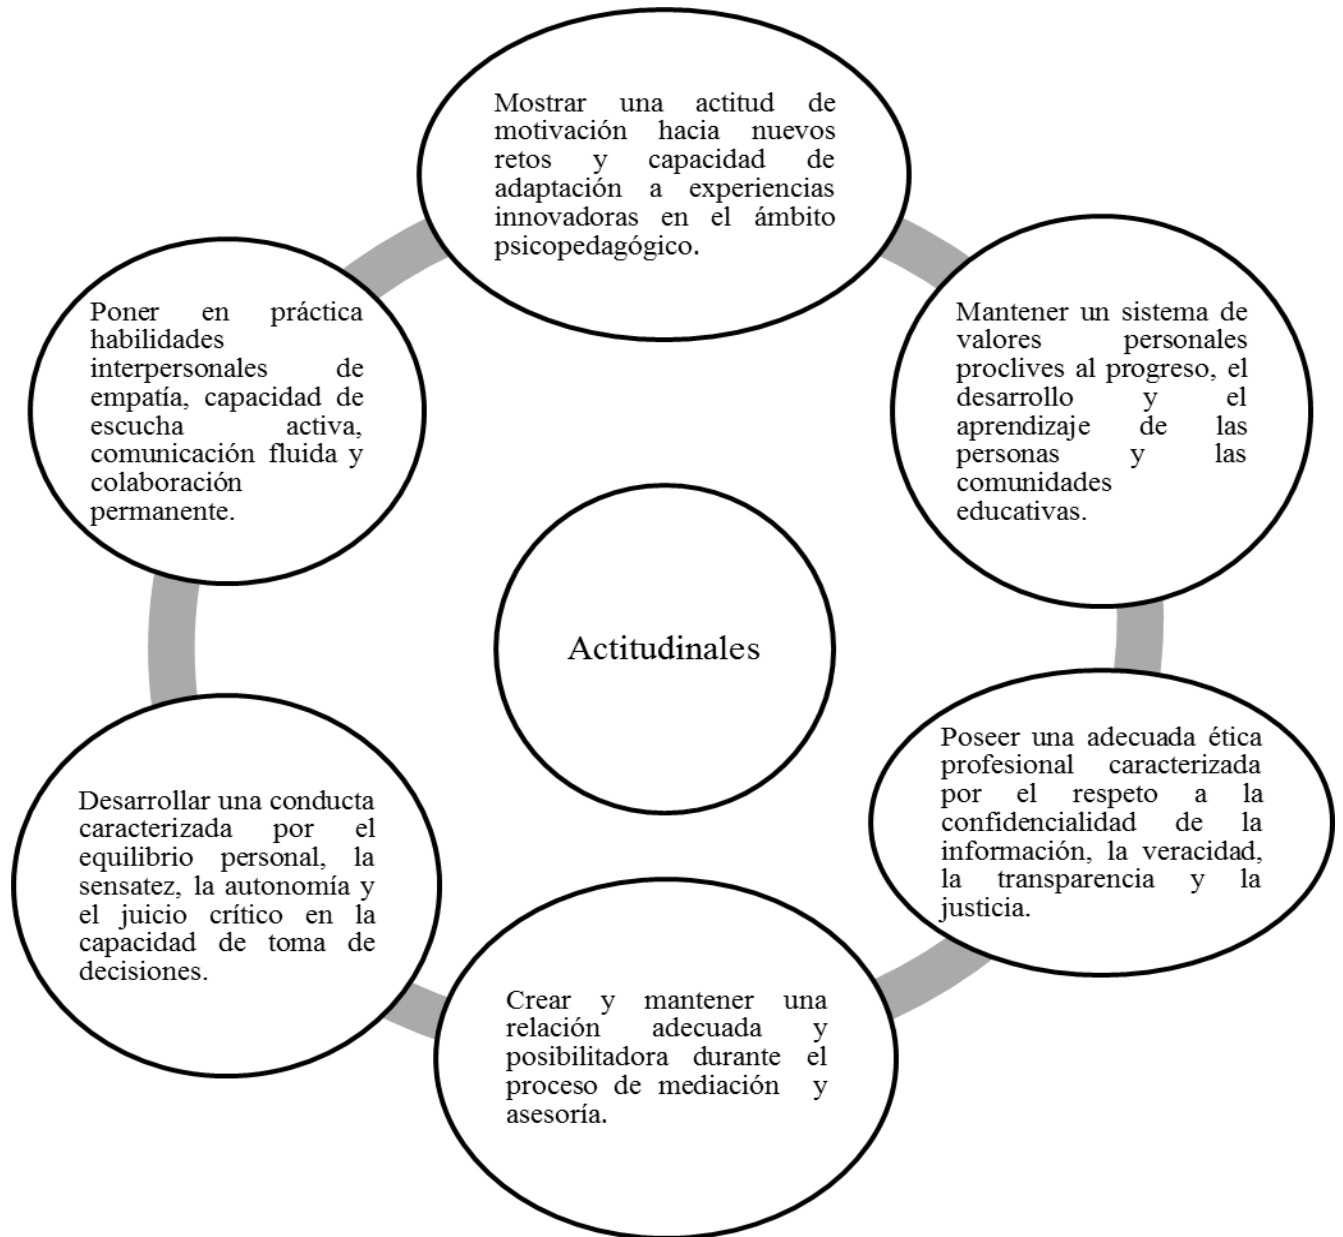 Mostrar una actitud de
motivación hacia nuevos
retos y capacidad de
adaptación a experiencias
innovadoras en el ámbito
psicopedagógico.
Mantener un sistema de
valores personales
proclives al progreso, el
desarrollo y el
aprendizaje de las
personas y las
comunidades
educativas.
Poseer una adecuada ética
profesional caracterizada
por el respeto a la
confidencialidad de la
información, la veracidad,
la transparencia y la
justicia.
Crear y mantener una
relación adecuada y
posibilitadora durante el
proceso de mediación y
asesoría.
Desarrollar una conducta
caracterizada por el
equilibrio personal, la
sensatez, la autonomía y
el juicio crítico en la
capacidad de toma de
decisiones.
Poner en práctica
habilidades
interpersonales de
empatía, capacidad de
escucha activa,
comunicación fluida y
colaboración
permanente.
Actitudinales